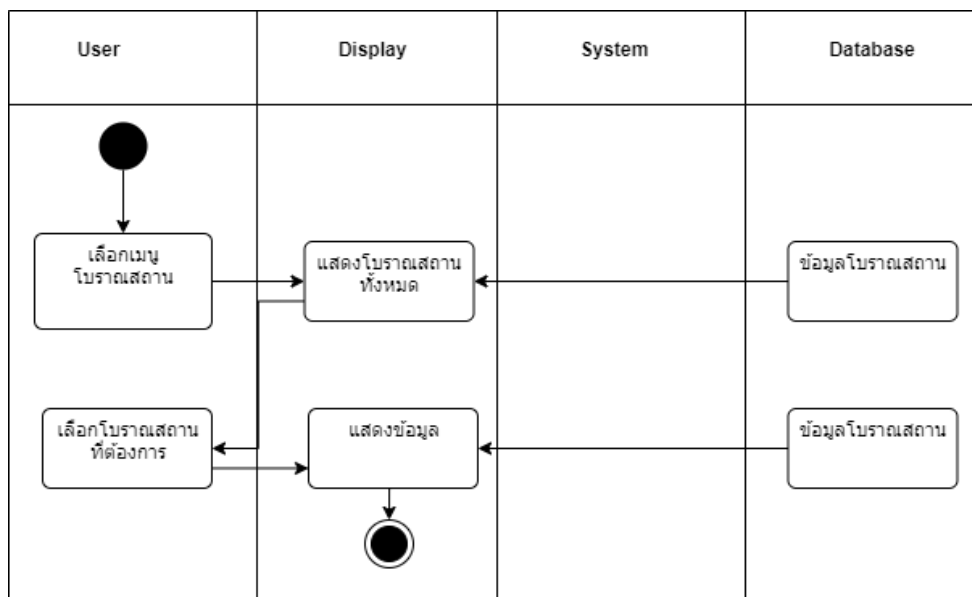 User
Display
System
Database
เลือกเมนู
โบราณสถาน
แสดงโบราณสถาน
ทั้งหมด
ข้อมูลโบราณสถาน
เลือกโบราณสถาน
ที่ต้องการ
แสดงข้อมูล
ข้อมูลโบราณสถาน